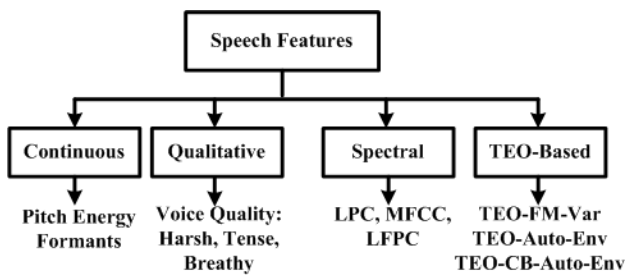 Speech Features
Continuous
Qualitative
Spectral
TEO-Based
Pitch Energy
Formants
Voice Quality:
Harsh, Tense,
Breathy
LPC, MFCC,
LFPC
TEO-FM-Var
TEO-Auto-Env
TEO-CB-Auto-Env